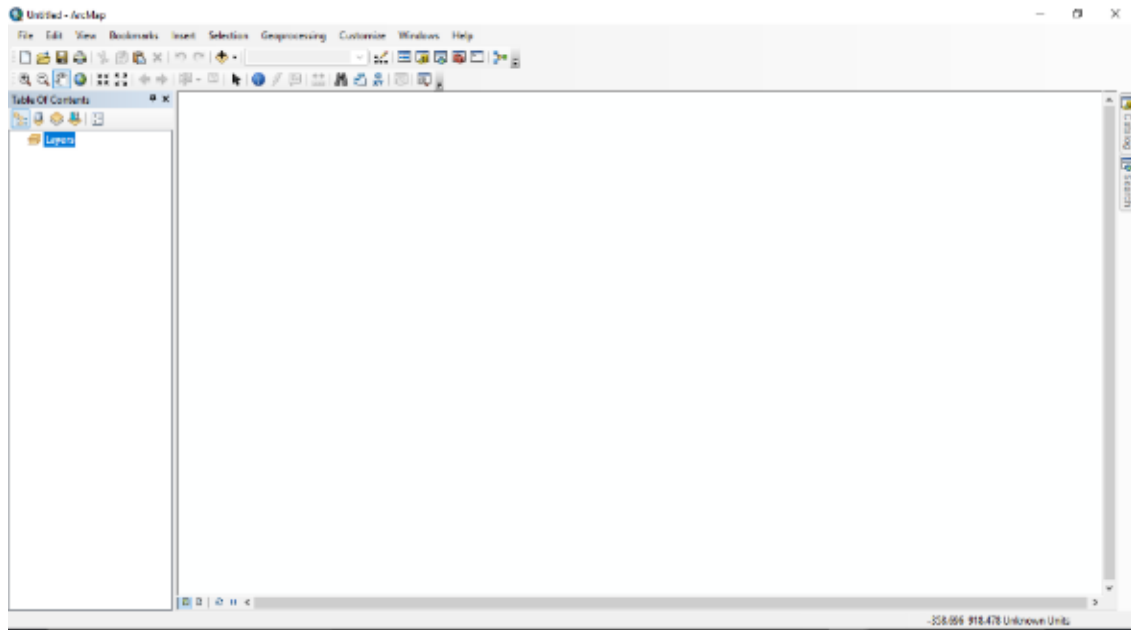 Untitled - ArcMap
File Edit View Bookmarks Insert Selection Geoprocessing Customize Windows Help
Table Of Contents
Layers
Catalog
Search
-358.696 918.478 Unknown Units